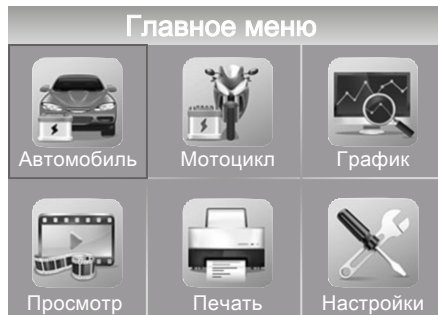 Главное меню
Автомобиль Мотоцикл График
Просмотр Печать Настройки